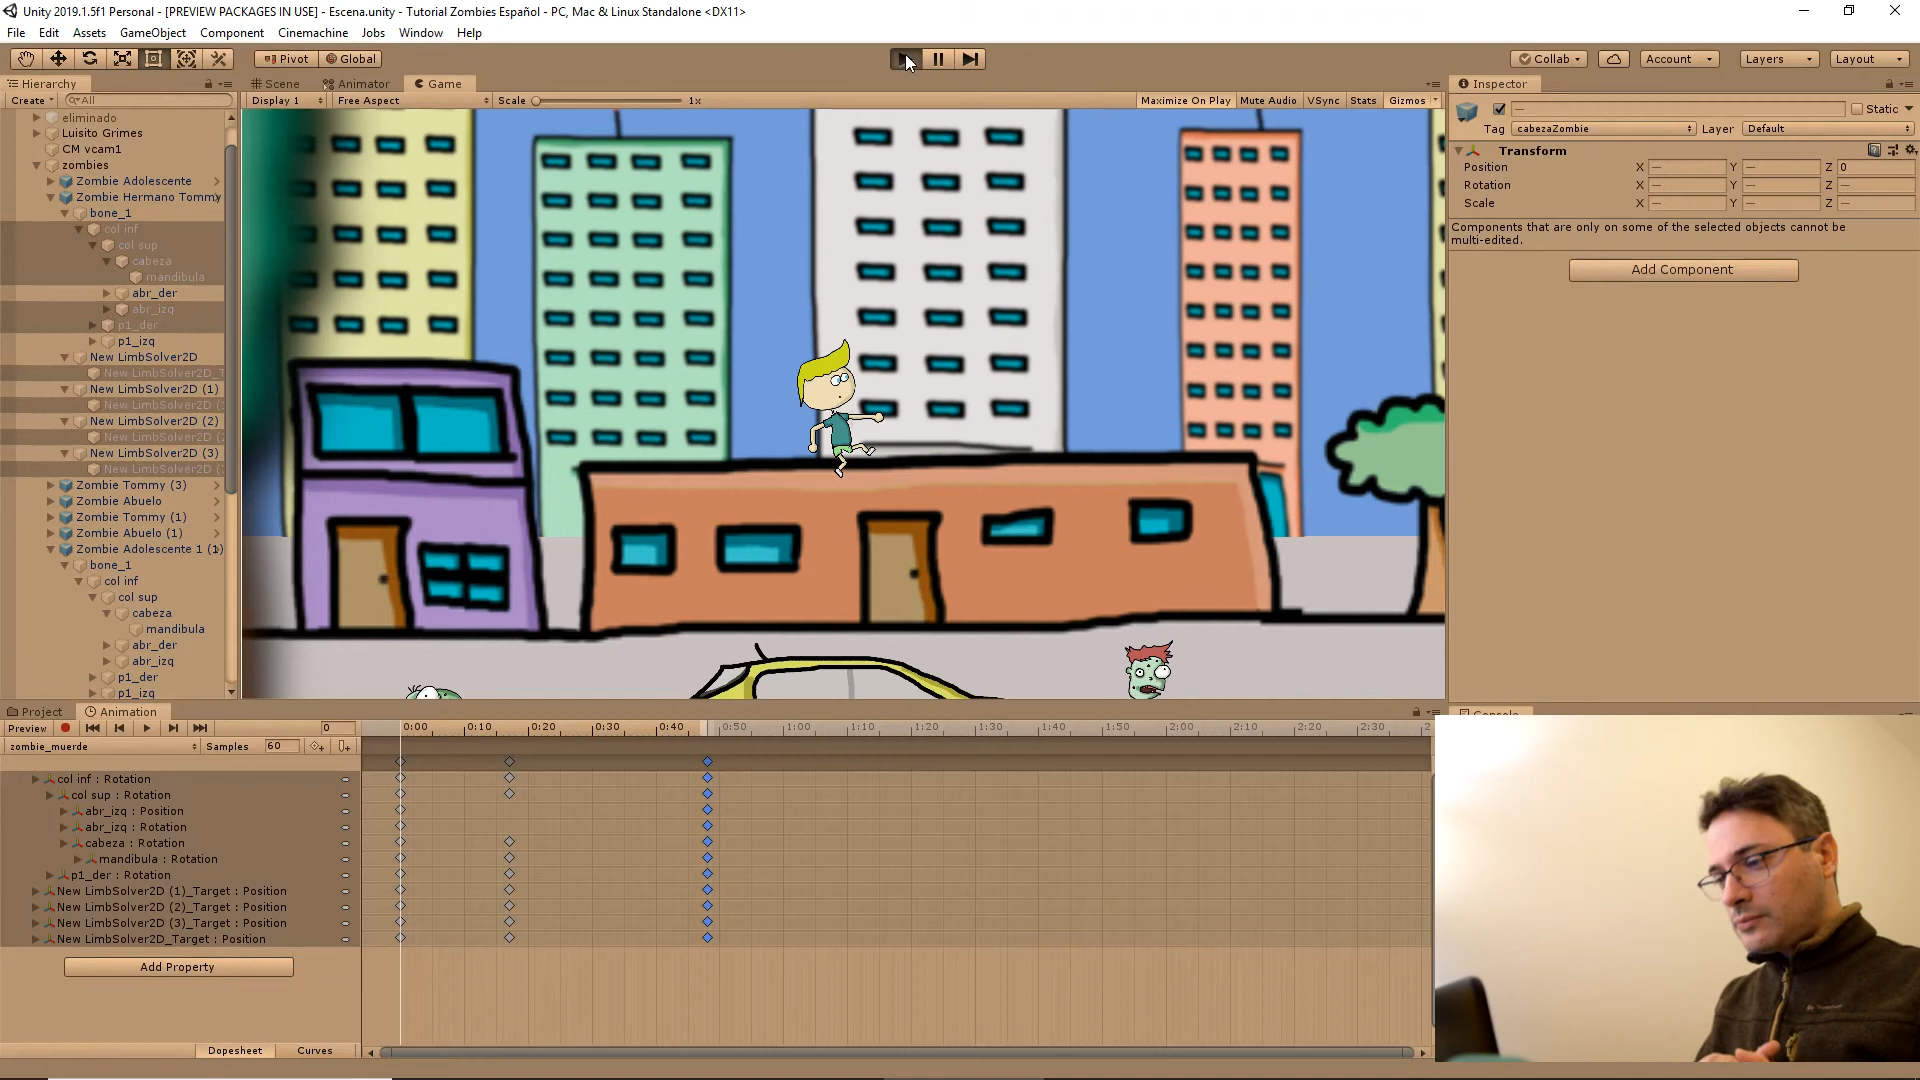 Unity 2019.1.5f1 Personal - [PREVIEW PACKAGES IN USE] - Escena.unity - Tutorial Zombies Español - PC, Mac & Linux Standalone <DX11>
File Edit Assets GameObject Component Cinemachine Jobs Window Help
Pivot Global Collab Account Layers Layout
Hierarchy Scene Animator Game Inspector
Create All Display 1 Free Aspect Scale 1x Maximize On Play Mute Audio VSync Stats Gizmos
Static
Tag cabezaZombie Layer Default
Transform
Position X Y Z 0
Rotation X Y Z
Scale X Y Z
Components that are only on some of the selected objects cannot be
multi-edited.
Add Component
eliminado
Luisito Grimes
CM vcam1
zombies
Zombie Adolescente
Zombie Hermano Tommy
bone_1
col inf
col sup
cabeza
mandibula
abr_der
abr_izq
p1_der
p1_izq
New LimbSolver2D
New LimbSolver2D_T
New LimbSolver2D (1)
New LimbSolver2D (
New LimbSolver2D (2)
New LimbSolver2D (2
New LimbSolver2D (3)
New LimbSolver2D (3
Zombie Tommy (3)
Zombie Abuelo
Zombie Tommy (1)
Zombie Abuelo (1)
Zombie Adolescente 1 (1)
bone_1
col inf
col sup
cabeza
mandibula
abr_der
abr_izq
p1_der
p1_izq
Project Animation
Preview 0 0:00 0:10 0:20 0:30 0:40 0:50 1:00 1:10 1:20 1:30 1:40 1:50 2:00 2:10 2:20 2:30
zombie_muerde Samples 60
col inf : Rotation
col sup : Rotation
abr_izq : Position
abr_izq : Rotation
cabeza : Rotation
mandibula : Rotation
p1_der : Rotation
New LimbSolver2D (1)_Target : Position
New LimbSolver2D (2)_Target : Position
New LimbSolver2D (3)_Target : Position
New LimbSolver2D_Target : Position
Add Property
Dopesheet Curves